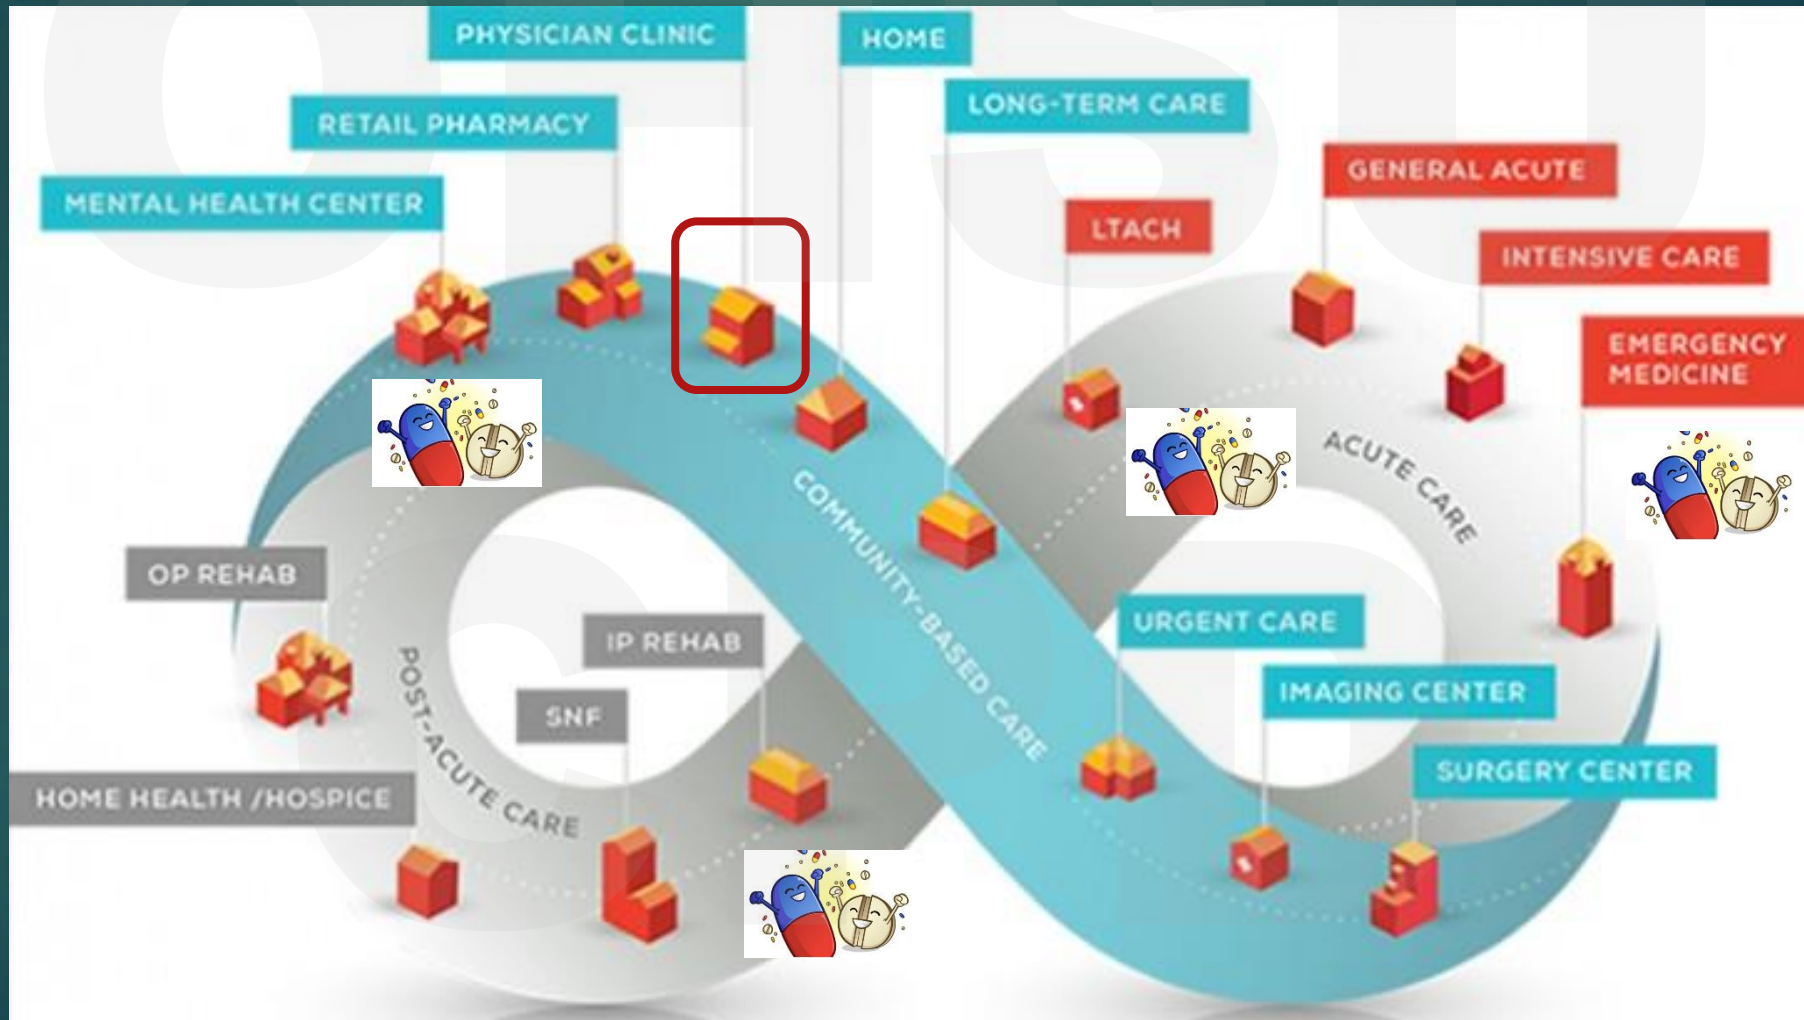 PHYSICIAN CLINIC
HOME
RETAIL PHARMACY
LONG-TERM CARE
MENTAL HEALTH CENTER
GENERAL ACUTE
LTACH
INTENSIVE CARE
EMERGENCY
MEDICINE
ACUTE CARE
COMMUNITY-BASED CARE
OP REHAB
IP REHAB
URGENT CARE
POST-ACUTE CARE
SNF
IMAGING CENTER
SURGERY CENTER
HOME HEALTH /HOSPICE